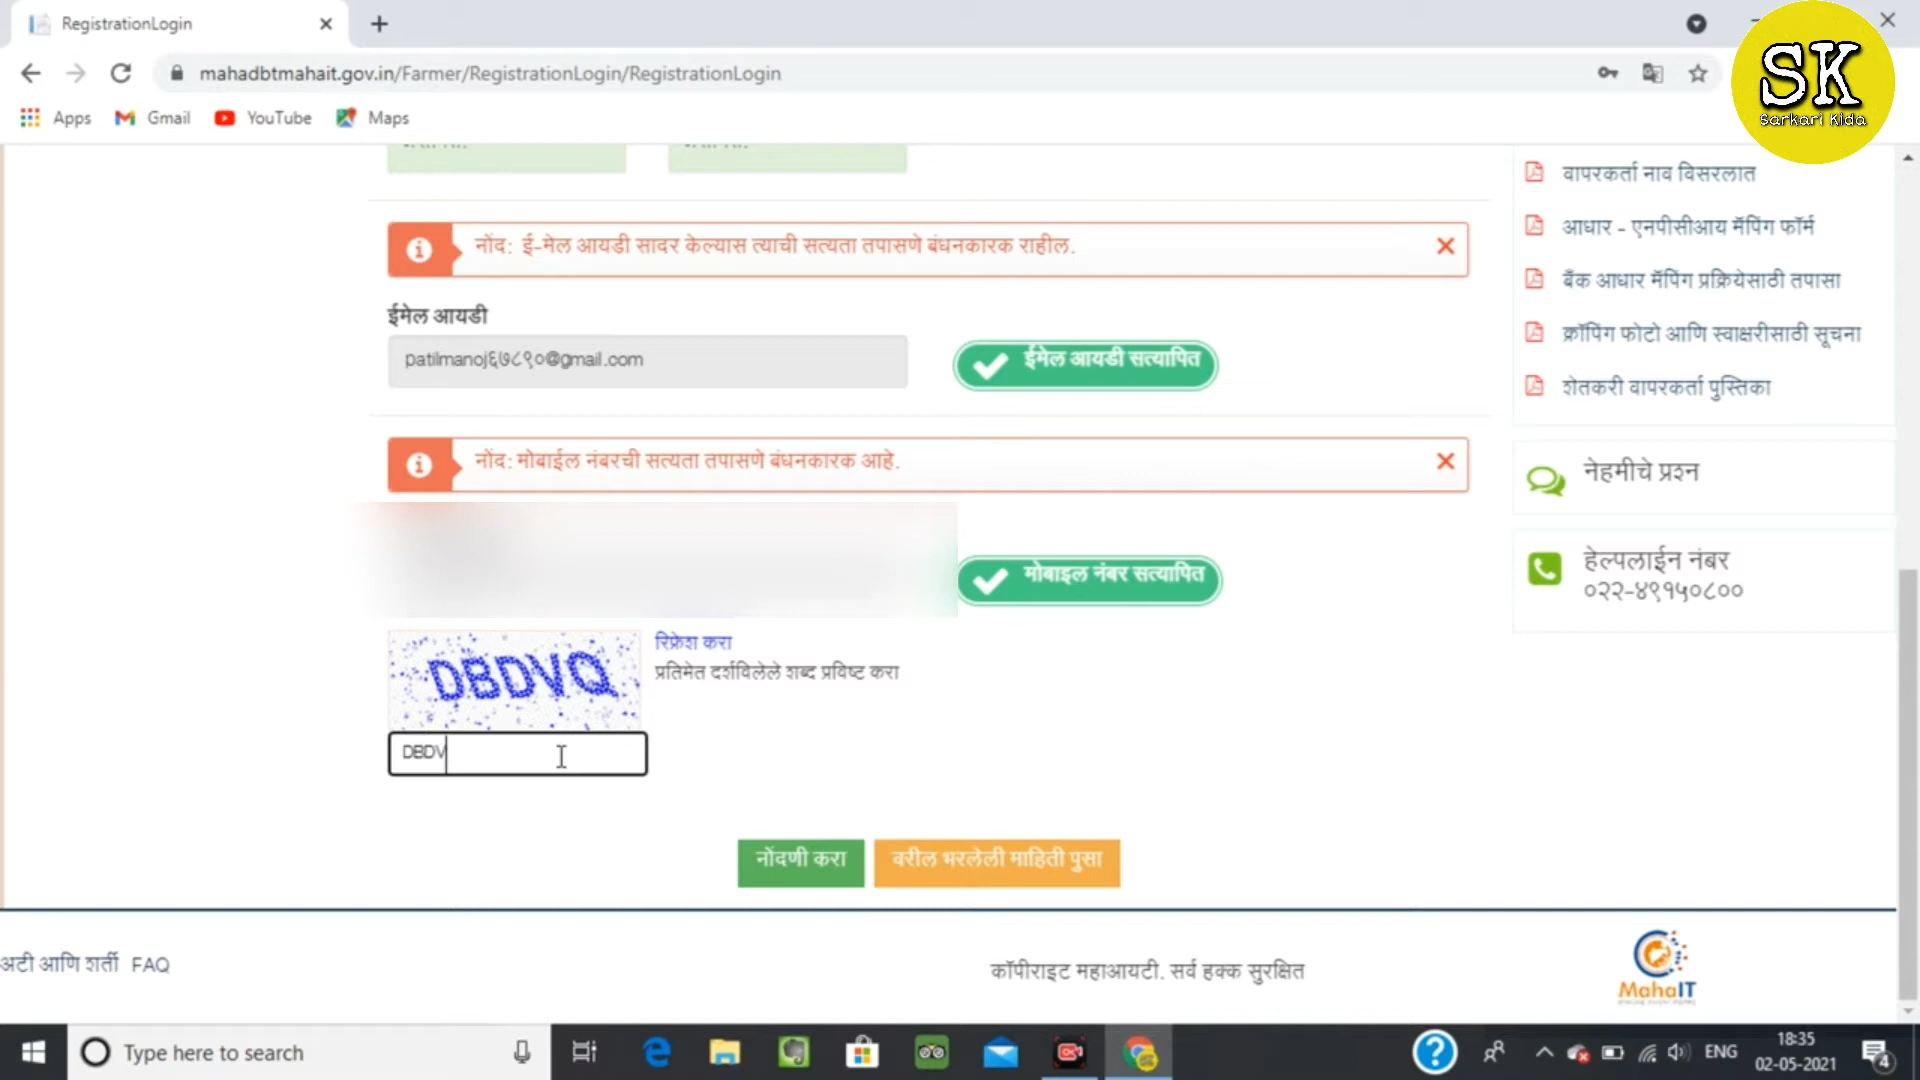 RegistrationLogin
mahadbtmahait.gov.in/Farmer/RegistrationLogin/RegistrationLogin
SK
Sarkari Kida
Apps Gmail YouTube Maps
वापरकर्ता नाव विसरलात
आधार - एनपीसीआय मॅपिंग फॉर्म
बँक आधार मॅपिंग प्रक्रियेसाठी तपासा
क्रॉपिंग फोटो आणि स्वाक्षरीसाठी सूचना
शेतकरी वापरकर्ता पुस्तिका
नेहमीचे प्रश्न
हेल्पलाईन नंबर
०२२-४९१५०८००
नोंद: ई-मेल आयडी सादर केल्यास त्याची सत्यता तपासणे बंधनकारक राहील.
ईमेल आयडी
patilmanoj६७८९०@gmail.com
ईमेल आयडी सत्यापित
नोंद: मोबाईल नंबरची सत्यता तपासणे बंधनकारक आहे.
मोबाइल नंबर सत्यापित
DBDVQ
रिफ्रेश करा
प्रतिमेत दर्शविलेले शब्द प्रविष्ट करा
DBDV
नोंदणी करा
वरील भरलेली माहिती पुसा
अटी आणि शर्ती FAQ
कॉपीराइट महाआयटी. सर्व हक्क सुरक्षित
MahaIT
Type here to search
ENG
18:35
02-05-2021
4